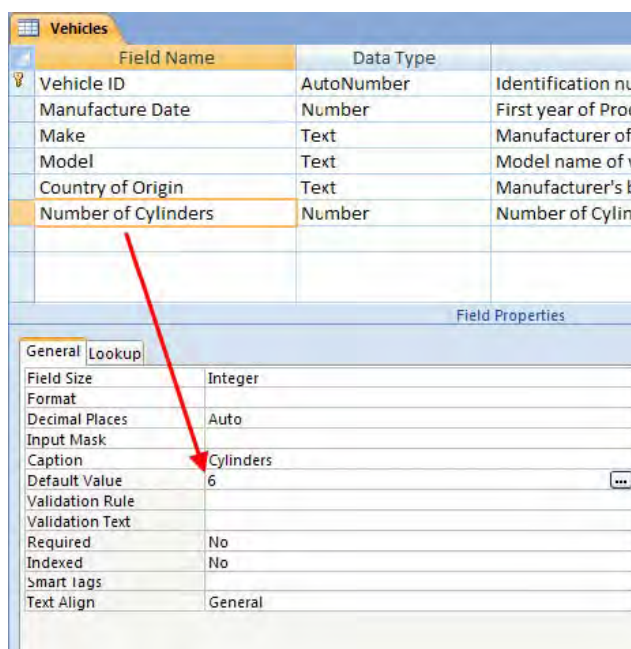 Vehicles
Field Name Data Type
Vehicle ID AutoNumber Identification nu
Manufacture Date Number First year of Pro
Make Text Manufacturer of
Model Text Model name of
Country of Origin Text Manufacturer's b
Number of Cylinders Number Number of Cylin
Field Properties
General Lookup
Field Size Integer
Format
Decimal Places Auto
Input Mask
Caption Cylinders
Default Value 6 ...
Validation Rule
Validation Text
Required No
Indexed No
Smart Tags
Text Align General